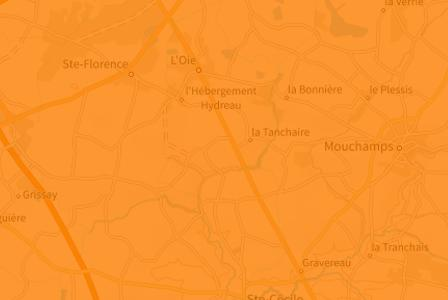 la Verrie
L'Oie
Ste-Florence
l'Hébergement
Hydreau
la Bonnière
le Plessis
la Tanchaire
Mouchamps
Grissay
guière
la Tranchais
Gravereau
Ste-Cécile